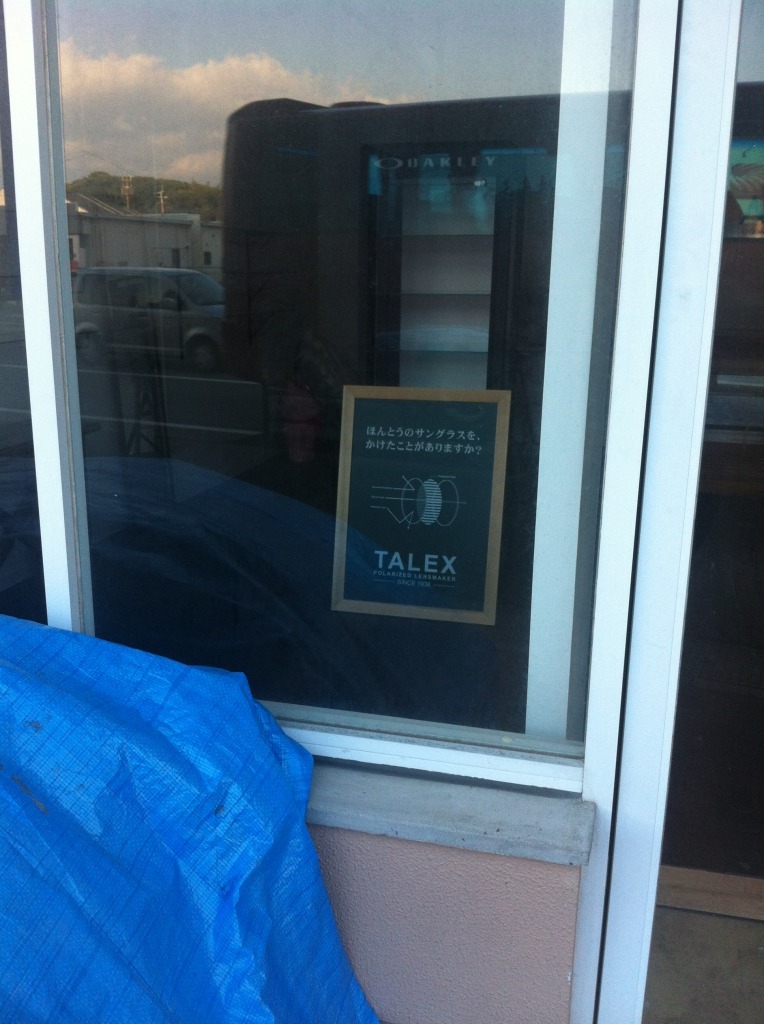 OAKLEY
ほんとうのサングラスを、
かけたことがありますか?
TALEX
POLARIZED LENSMAKER
SINCE 1938